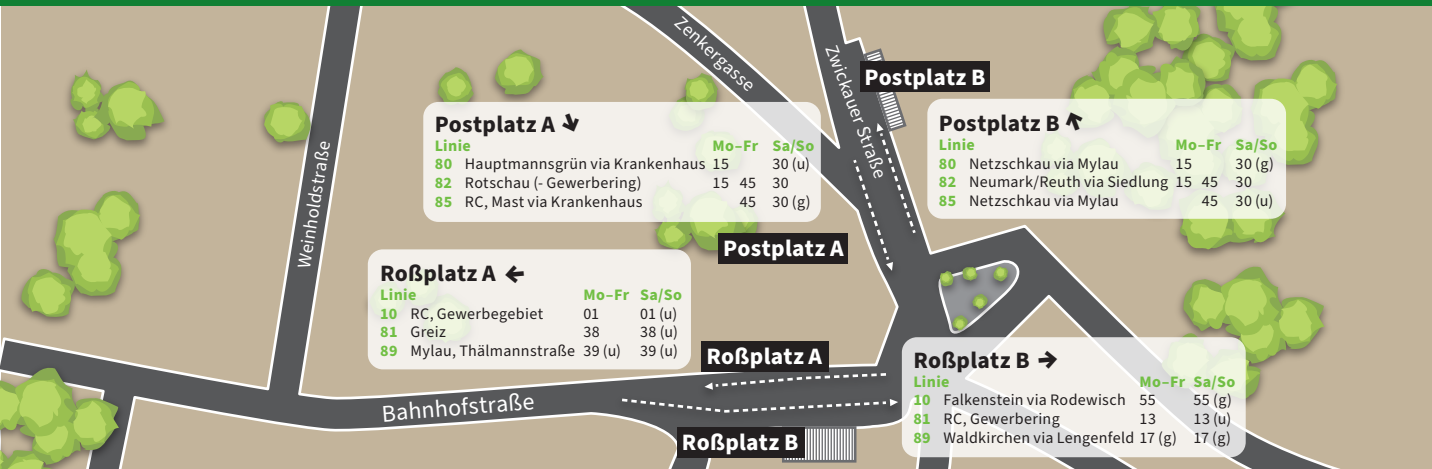 Zenkergasse
Zwickauer Straße
Weinholdstraße
Postplatz B
Postplatz A
Linie Mo–Fr Sa/So
80 Hauptmannsgrün via Krankenhaus 15 30 (u)
82 Rotschau (- Gewerbering) 15 45 30
85 RC, Mast via Krankenhaus 45 30 (g)
Postplatz B
Linie Mo–Fr Sa/So
80 Netzschkau via Mylau 15 30 (g)
82 Neumark/Reuth via Siedlung 15 45 30
85 Netzschkau via Mylau 45 30 (u)
Postplatz A
Roßplatz A
Linie Mo–Fr Sa/So
10 RC, Gewerbegebiet 01 01 (u)
81 Greiz 38 38 (u)
89 Mylau, Thälmannstraße 39 (u) 39 (u)
Roßplatz A
Roßplatz B
Linie Mo–Fr Sa/So
10 Falkenstein via Rodewisch 55 55 (g)
81 RC, Gewerbering 13 13 (u)
89 Waldkirchen via Lengenfeld 17 (g) 17 (g)
Bahnhofstraße
Roßplatz B